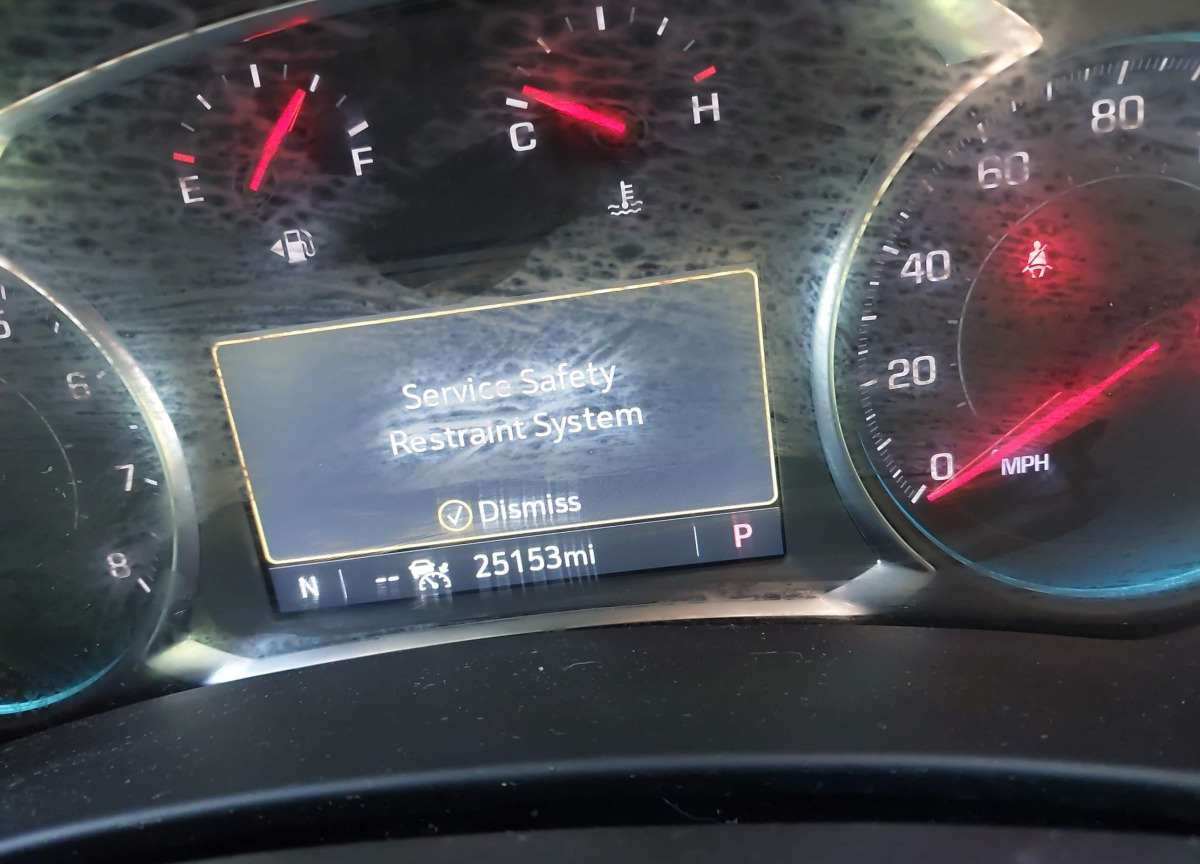 E
F
C
H
80
60
40
20
0
MPH
6
7
8
Service Safety
Restraint System
Dismiss
N
--
25153mi
P